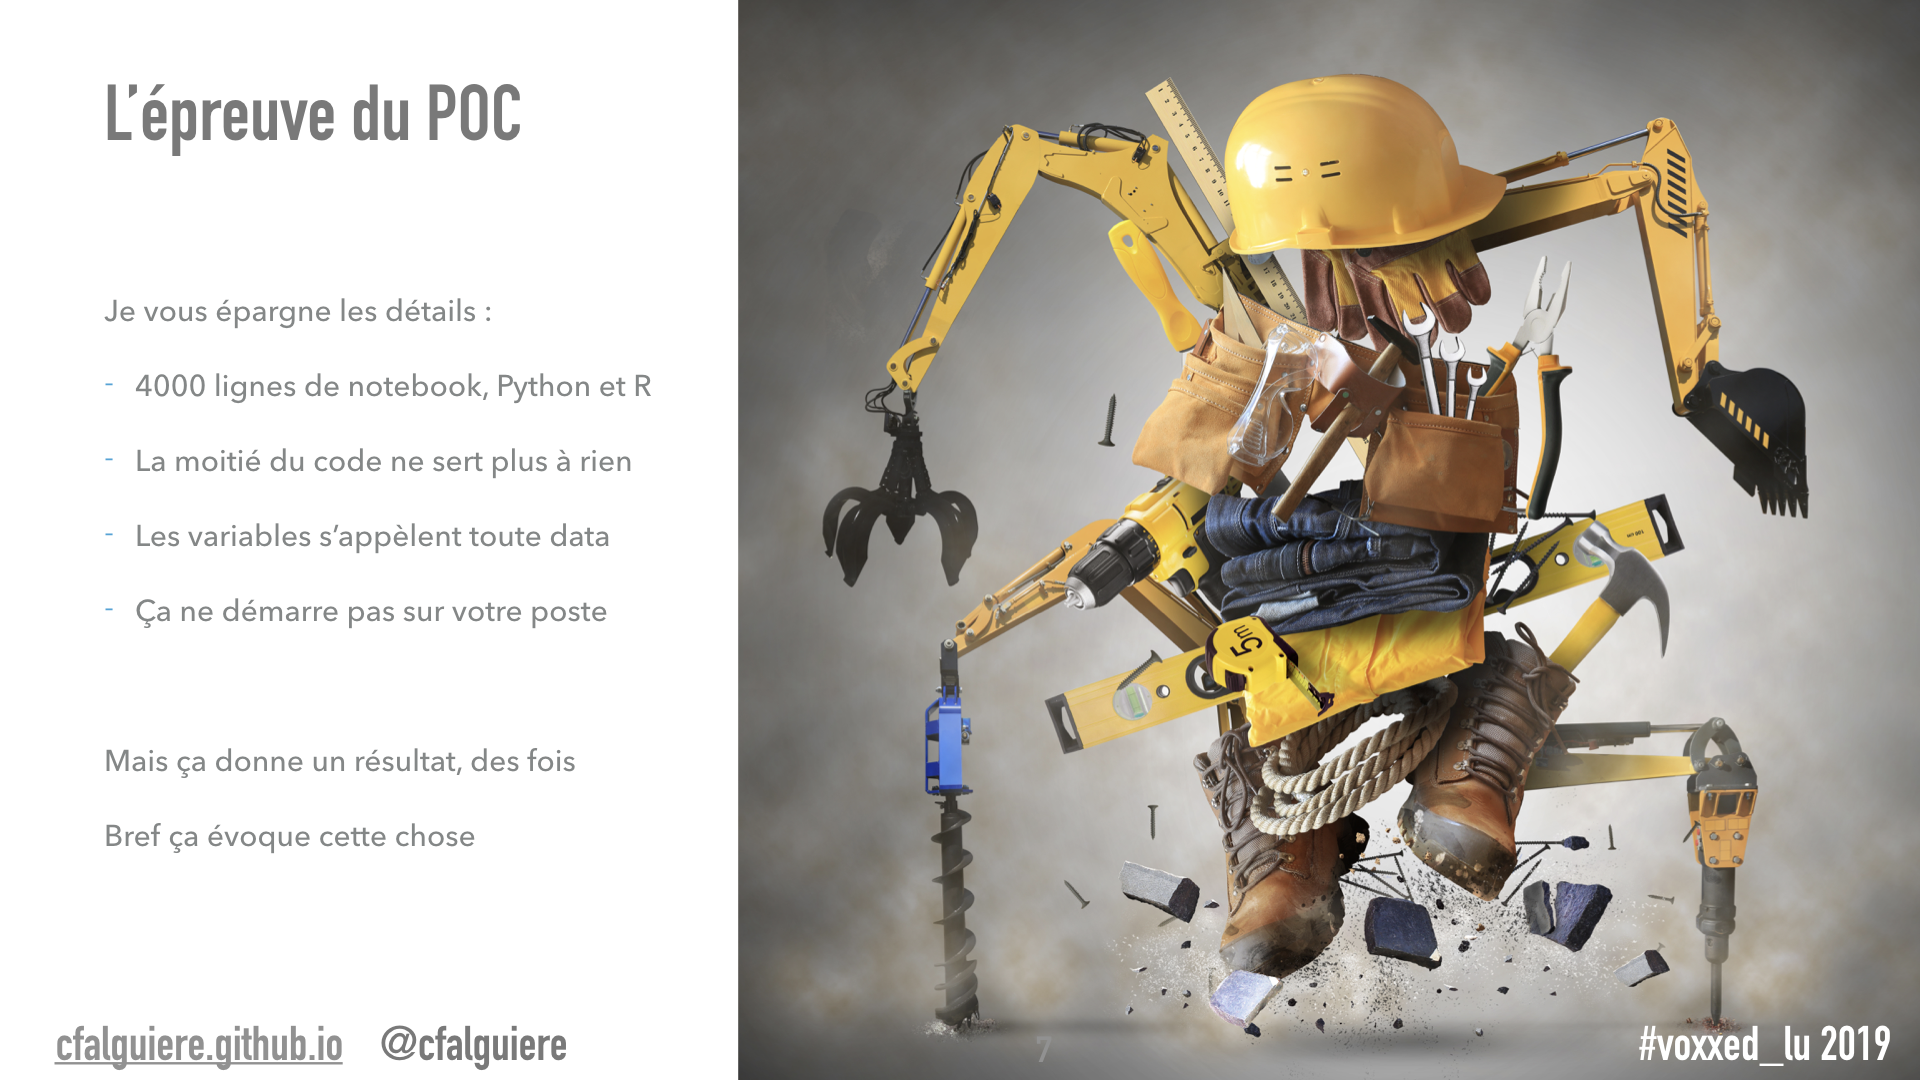 L’épreuve du POC
Je vous épargne les détails :
- 4000 lignes de notebook, Python et R
- La moitié du code ne sert plus à rien
- Les variables s’appèlent toute data
- Ça ne démarre pas sur votre poste
Mais ça donne un résultat, des fois
Bref ça évoque cette chose
5m
cfalguiere.github.io @cfalguiere
7
#voxxed_lu 2019